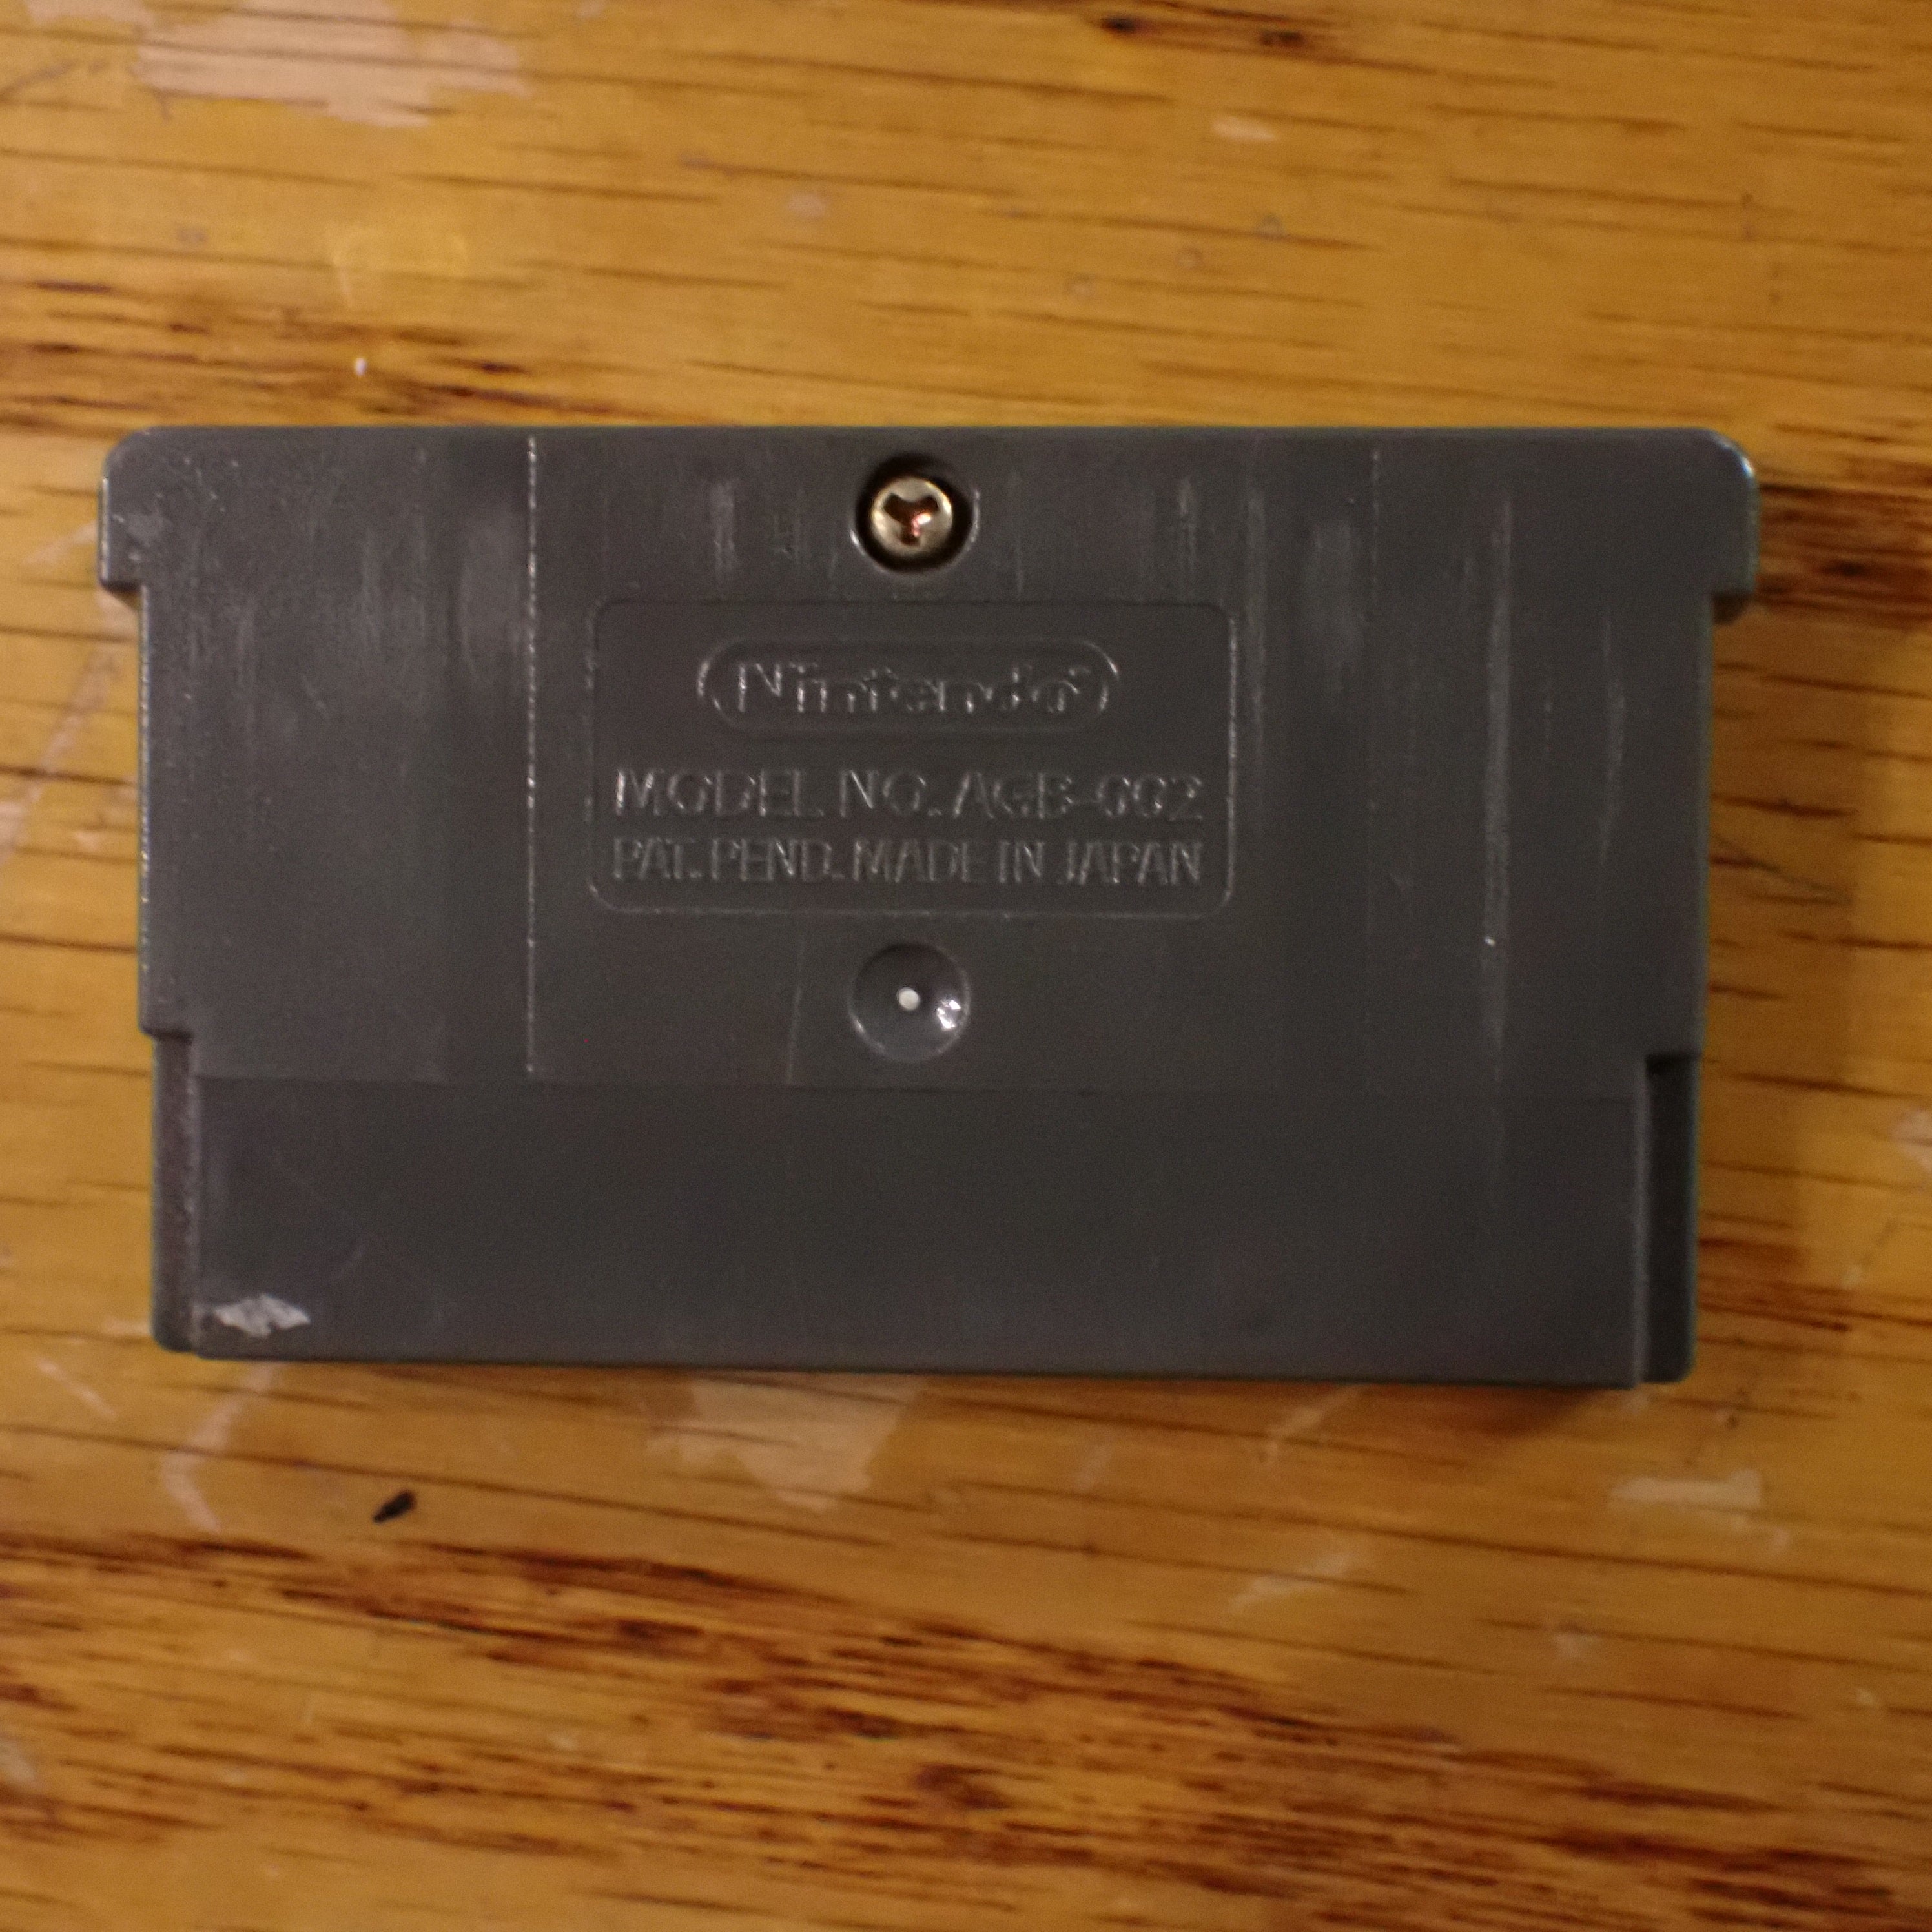 Nintendo®
MODEL NO. AGB-002
PAT. PEND. MADE IN JAPAN